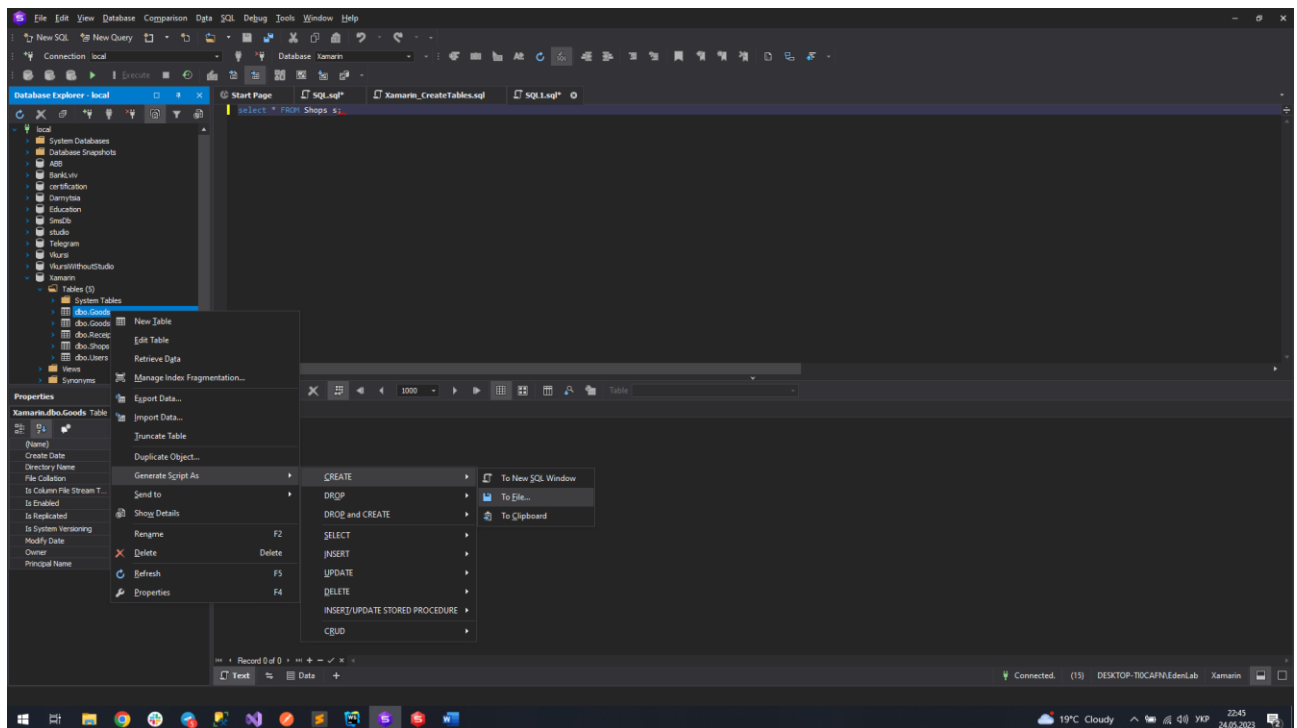 File Edit View Database Comparison Data SQL Debug Tools Window Help
New SQL New Query
Connection local Database Xamarin
Execute
Database Explorer - local
Start Page SQL.sql* Xamarin_CreateTables.sql SQL1.sql*
select * FROM Shops s;
local
System Databases
Database Snapshots
ABB
BankLviv
certification
Darnytsia
Education
SmsDb
studio
Telegram
Vkursi
VkursiWithoutStudio
Xamarin
Tables (5)
System Tables
dbo.Goods
dbo.Goods
dbo.Receip
dbo.Shops
dbo.Users
Views
Synonyms
New Table
Edit Table
Retrieve Data
Manage Index Fragmentation...
Export Data...
Import Data...
Truncate Table
Duplicate Object...
Generate Script As
Send to
Show Details
Rename F2
Delete Delete
Refresh F5
Properties F4
CREATE
DROP
DROP and CREATE
SELECT
INSERT
UPDATE
DELETE
INSERT/UPDATE STORED PROCEDURE
CRUD
To New SQL Window
To File...
To Clipboard
1000 Table
Properties
Xamarin.dbo.Goods Table
(Name)
Create Date
Directory Name
File Collation
Is Column File Stream T...
Is Enabled
Is Replicated
Is System Versioning
Modify Date
Owner
Principal Name
Record 0 of 0
Text Data
Connected. (15) DESKTOP-TI0CAFN\EdenLab Xamarin
19°C Cloudy УКР 22:45
24.05.2023